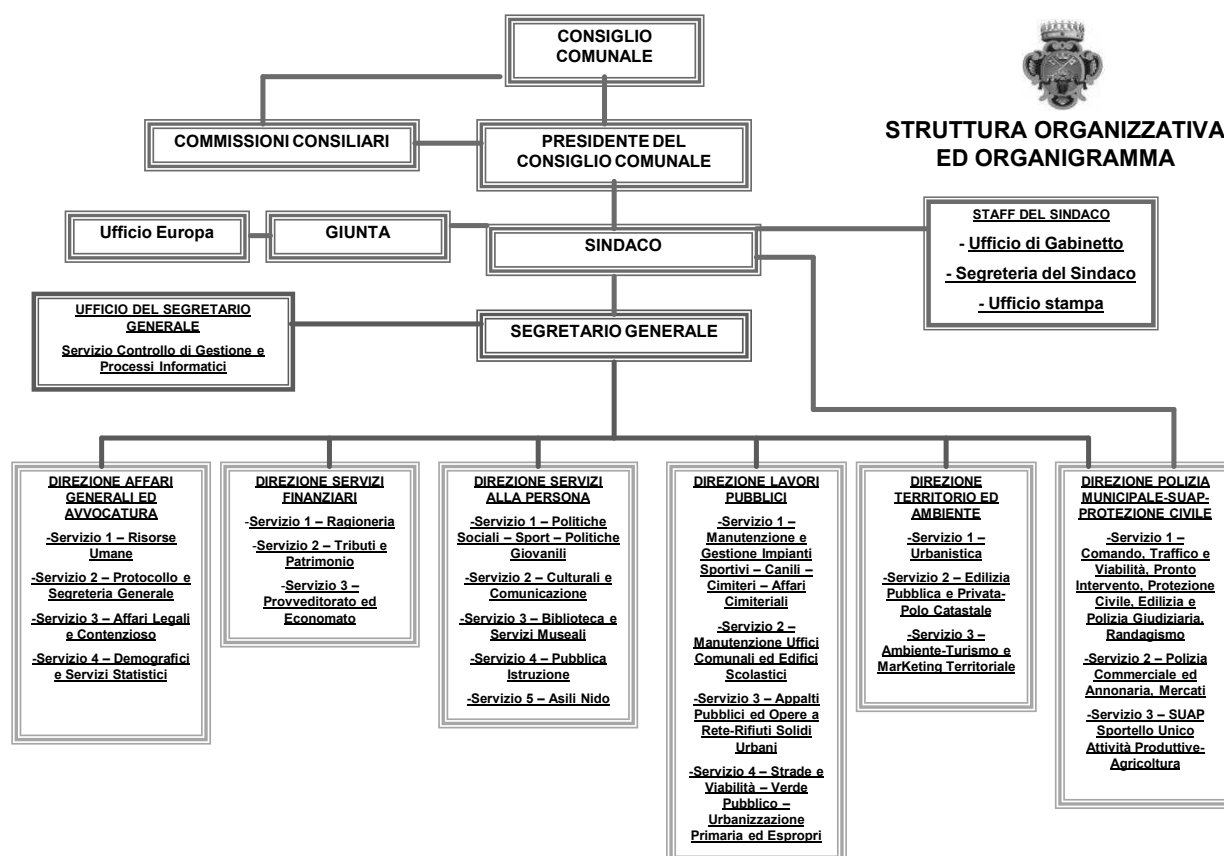 CONSIGLIO
COMUNALE
STRUTTURA ORGANIZZATIVA
ED ORGANIGRAMMA
COMMISSIONI CONSILIARI
PRESIDENTE DEL
CONSIGLIO COMUNALE
Ufficio Europa
GIUNTA
SINDACO
STAFF DEL SINDACO
- Ufficio di Gabinetto
- Segreteria del Sindaco
- Ufficio stampa
UFFICIO DEL SEGRETARIO
GENERALE
Servizio Controllo di Gestione e
Processi Informatici
SEGRETARIO GENERALE
DIREZIONE AFFARI
GENERALI ED
AVVOCATURA
-Servizio 1 – Risorse
Umane
-Servizio 2 – Protocollo e
Segreteria Generale
-Servizio 3 – Affari Legali
e Contenzioso
-Servizio 4 – Demografici
e Servizi Statistici
DIREZIONE SERVIZI
FINANZIARI
-Servizio 1 – Ragioneria
-Servizio 2 – Tributi e
Patrimonio
-Servizio 3 –
Provveditorato ed
Economato
DIREZIONE SERVIZI
ALLA PERSONA
-Servizio 1 – Politiche
Sociali – Sport – Politiche
Giovanili
-Servizio 2 – Culturali e
Comunicazione
-Servizio 3 – Biblioteca e
Servizi Museali
-Servizio 4 – Pubblica
Istruzione
-Servizio 5 – Asili Nido
DIREZIONE LAVORI
PUBBLICI
-Servizio 1 –
Manutenzione e
Gestione Impianti
Sportivi – Canili –
Cimiteri – Affari
Cimiteriali
-Servizio 2 –
Manutenzione Uffici
Comunali ed Edifici
Scolastici
-Servizio 3 – Appalti
Pubblici ed Opere a
Rete-Rifiuti Solidi
Urbani
-Servizio 4 – Strade e
Viabilità – Verde
Pubblico –
Urbanizzazione
Primaria ed Espropri
DIREZIONE
TERRITORIO ED
AMBIENTE
-Servizio 1 –
Urbanistica
-Servizio 2 – Edilizia
Pubblica e Privata-
Polo Catastale
-Servizio 3 –
Ambiente-Turismo e
MarKeting Territoriale
DIREZIONE POLIZIA
MUNICIPALE-SUAP-
PROTEZIONE CIVILE
-Servizio 1 –
Comando, Traffico e
Viabilità, Pronto
Intervento, Protezione
Civile, Edilizia e
Polizia Giudiziaria,
Randagismo
-Servizio 2 – Polizia
Commerciale ed
Annonaria, Mercati
-Servizio 3 – SUAP
Sportello Unico
Attività Produttive-
Agricoltura